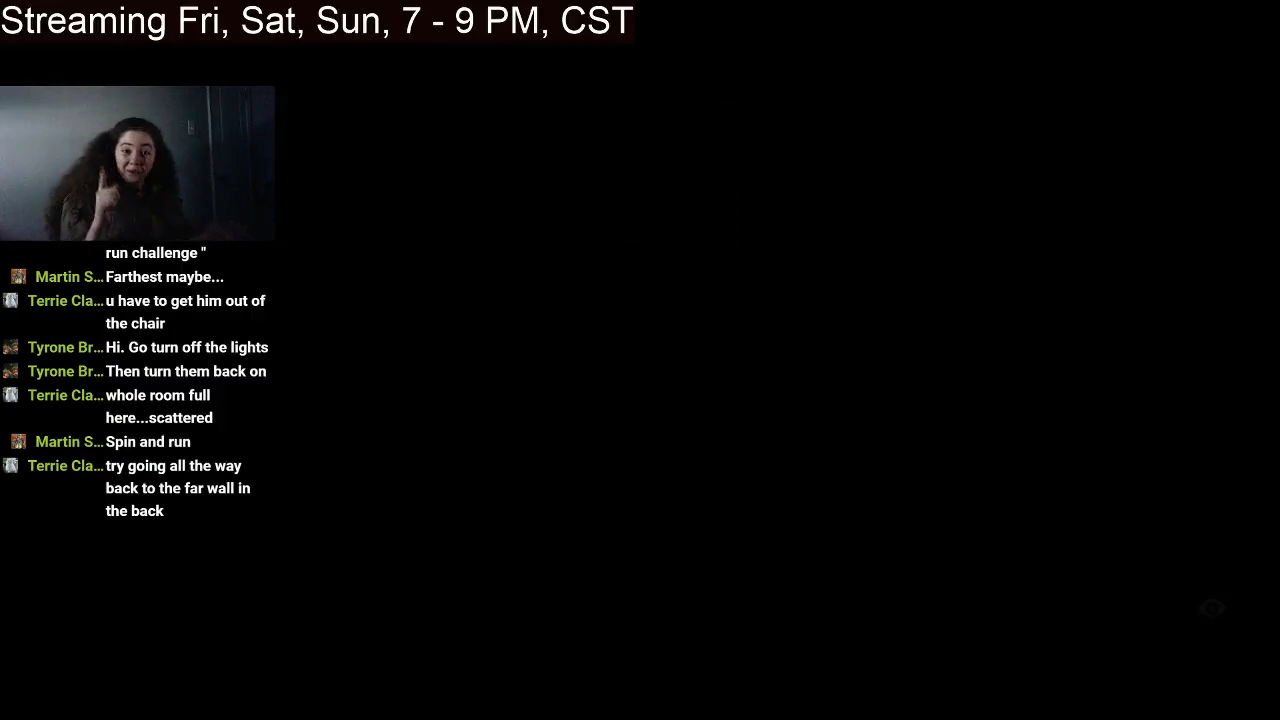 Streaming Fri, Sat, Sun, 7 - 9 PM, CST
run challenge "
Martin S... Farthest maybe...
Terrie Cla... u have to get him out of
the chair
Tyrone Br... Hi. Go turn off the lights
Tyrone Br... Then turn them back on
Terrie Cla... whole room full
here...scattered
Martin S... Spin and run
Terrie Cla... try going all the way
back to the far wall in
the back